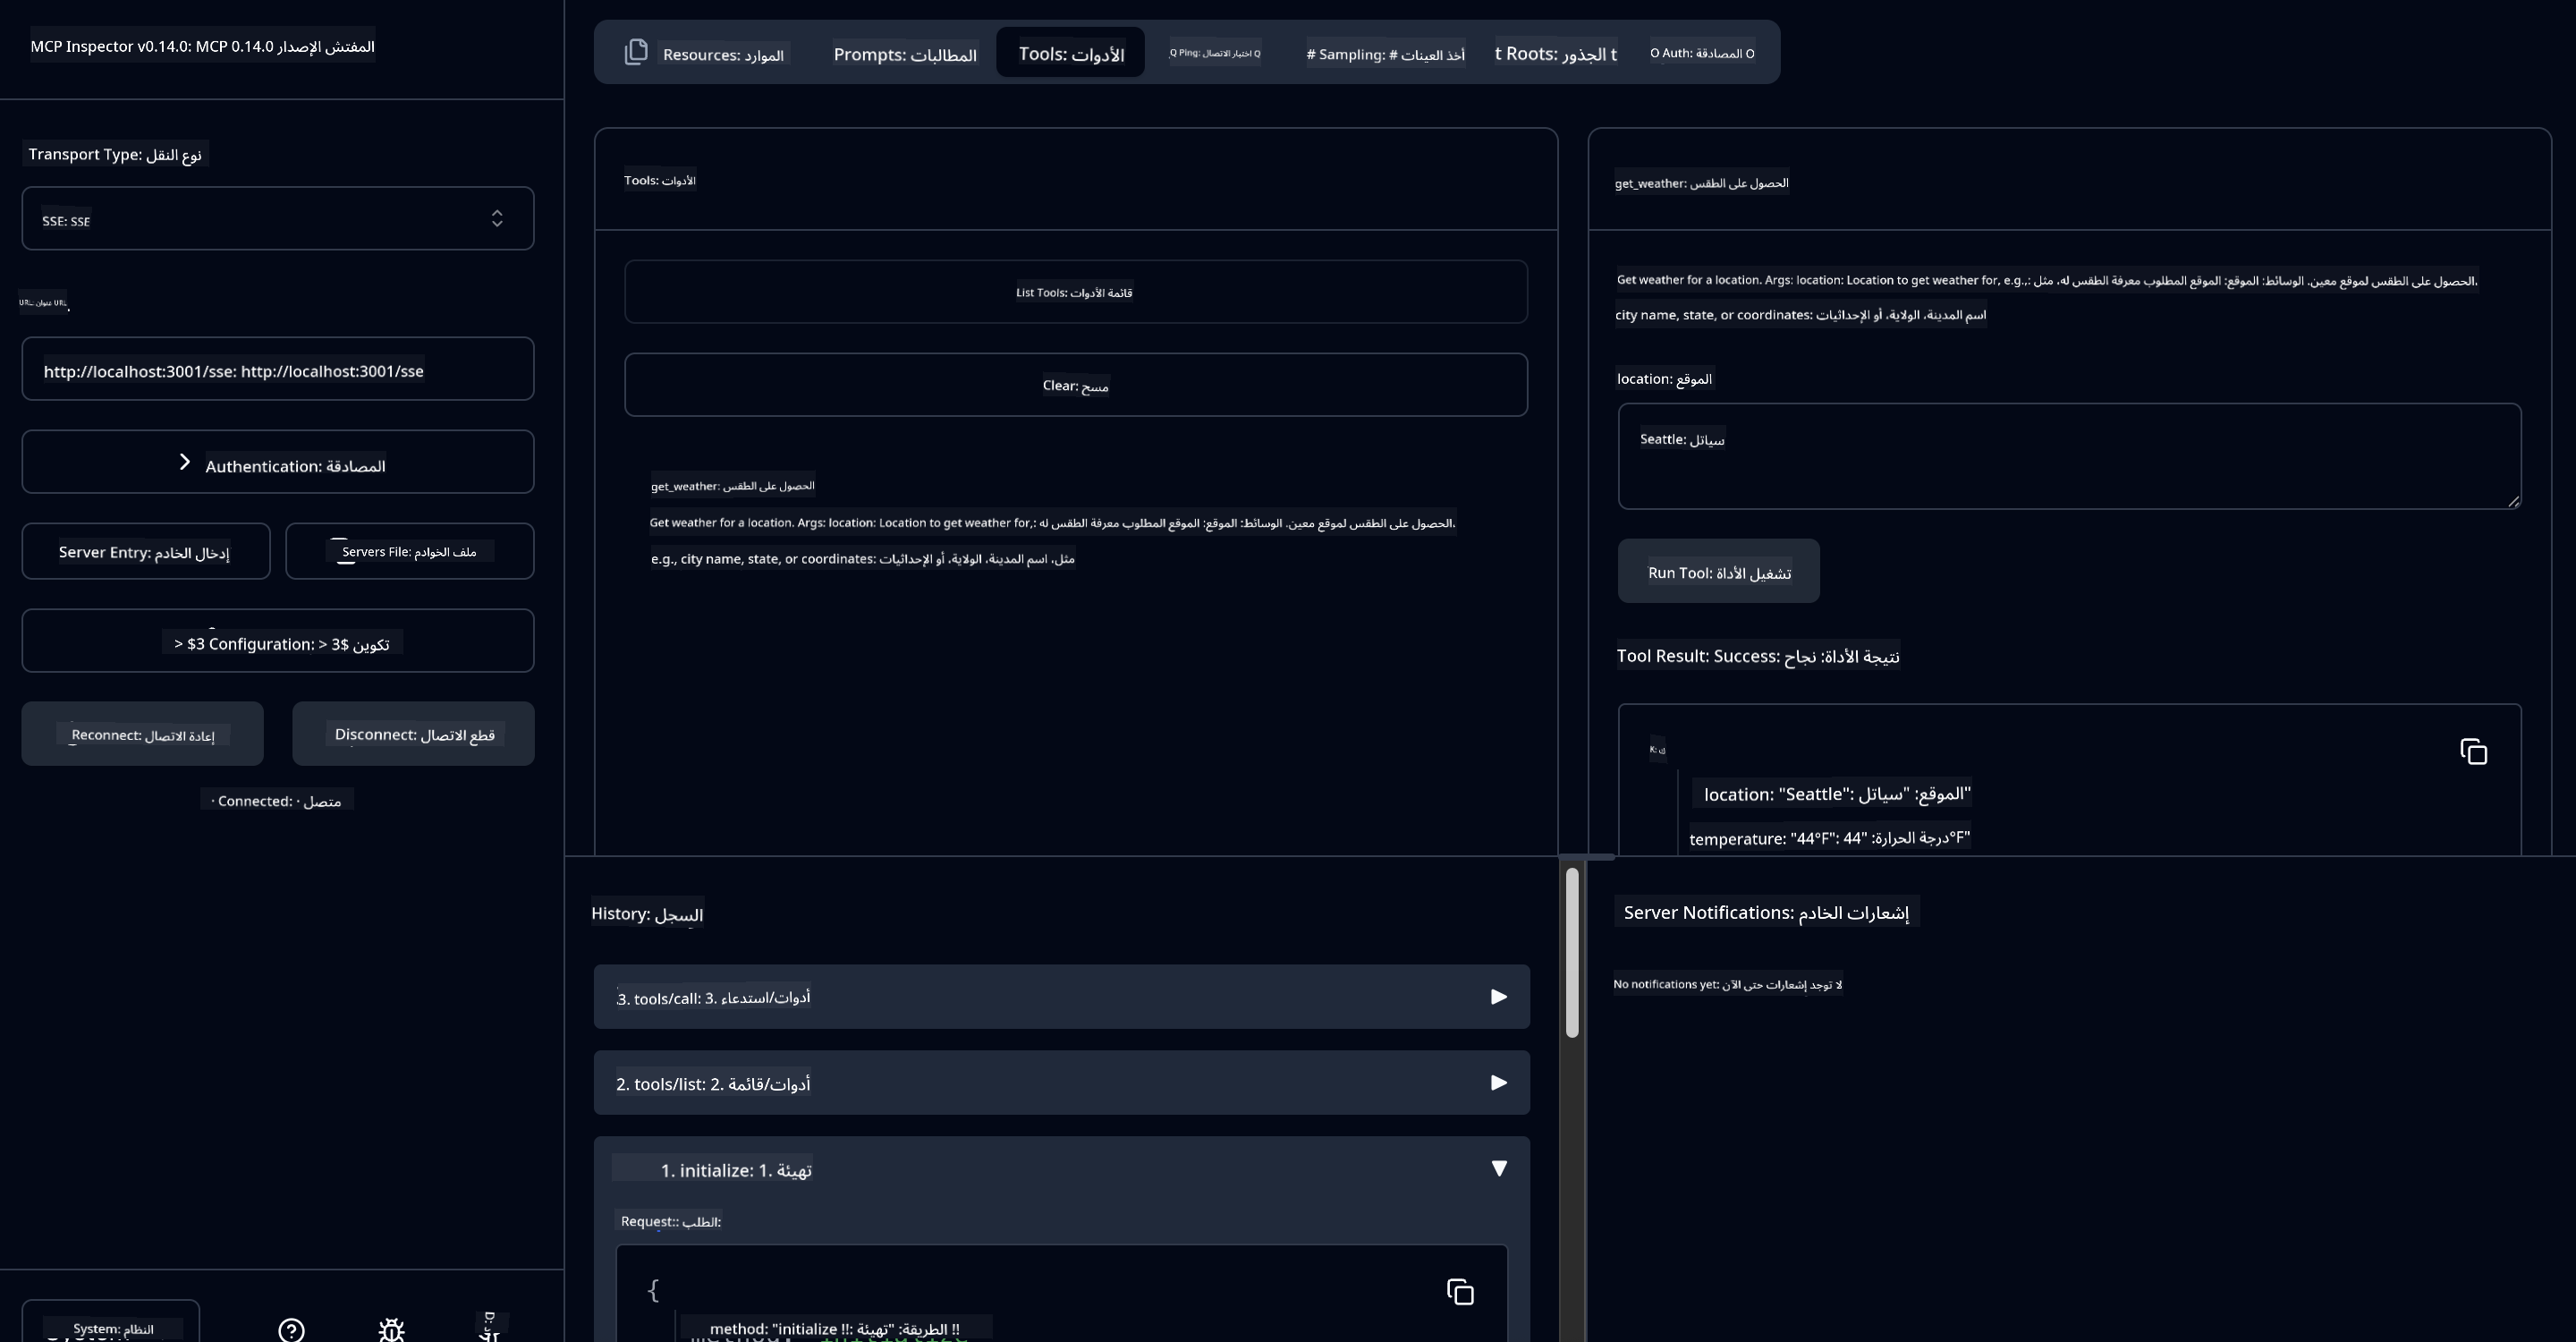 MCP Inspector v0.14.0: MCP 0.14.0 المفتش الإصدار
Transport Type: نوع النقل
SSE: SSE
URL: عنوان URL
http://localhost:3001/sse: http://localhost:3001/sse
Authentication: المصادقة
Server Entry: إدخال الخادم
Servers File: ملف الخوادم
> $3 Configuration: > 3$ تكوين
Reconnect: إعادة الاتصال
Disconnect: قطع الاتصال
· Connected: · متصل
System: النظام
Resources: الموارد
Prompts: المطالبات
Tools: الأدوات
Q Ping: اختبار الاتصال Q
# Sampling: # أخذ العينات
t Roots: الجذور t
O Auth: المصادقة O
Tools: الأدوات
List Tools: قائمة الأدوات
Clear: مسح
get_weather: الحصول على الطقس
Get weather for a location. Args: location: Location to get weather for,: الحصول على الطقس لموقع معين. الوسائط: الموقع: الموقع المطلوب معرفة الطقس له.
e.g., city name, state, or coordinates: مثل، اسم المدينة، الولاية، أو الإحداثيات
get_weather: الحصول على الطقس
Get weather for a location. Args: location: Location to get weather for, e.g.,: الحصول على الطقس لموقع معين. الوسائط: الموقع: الموقع المطلوب معرفة الطقس له، مثل.
city name, state, or coordinates: اسم المدينة، الولاية، أو الإحداثيات
location: الموقع
Seattle: سياتل
Run Tool: تشغيل الأداة
Tool Result: Success: نتيجة الأداة: نجاح
K: ك
location: "Seattle": الموقع: "سياتل"
temperature: "44°F": درجة الحرارة: "44°F"
History: السجل
3. tools/call: 3. أدوات/استدعاء
2. tools/list: 2. أدوات/قائمة
1. initialize: 1. تهيئة
Request:: الطلب:
{
method: "initialize !!: الطريقة: "تهيئة !!
Server Notifications: إشعارات الخادم
No notifications yet: لا توجد إشعارات حتى الآن